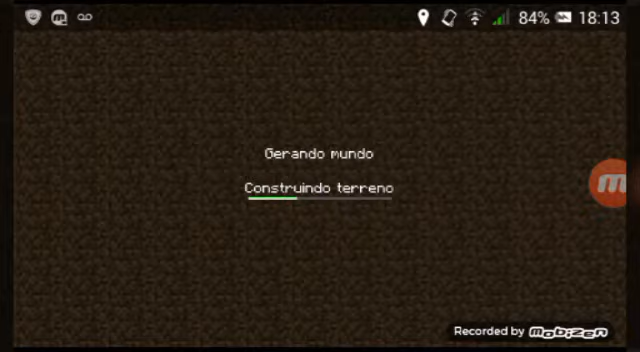 84% 18:13
Gerando mundo
Construindo terreno
Recorded by mobizen